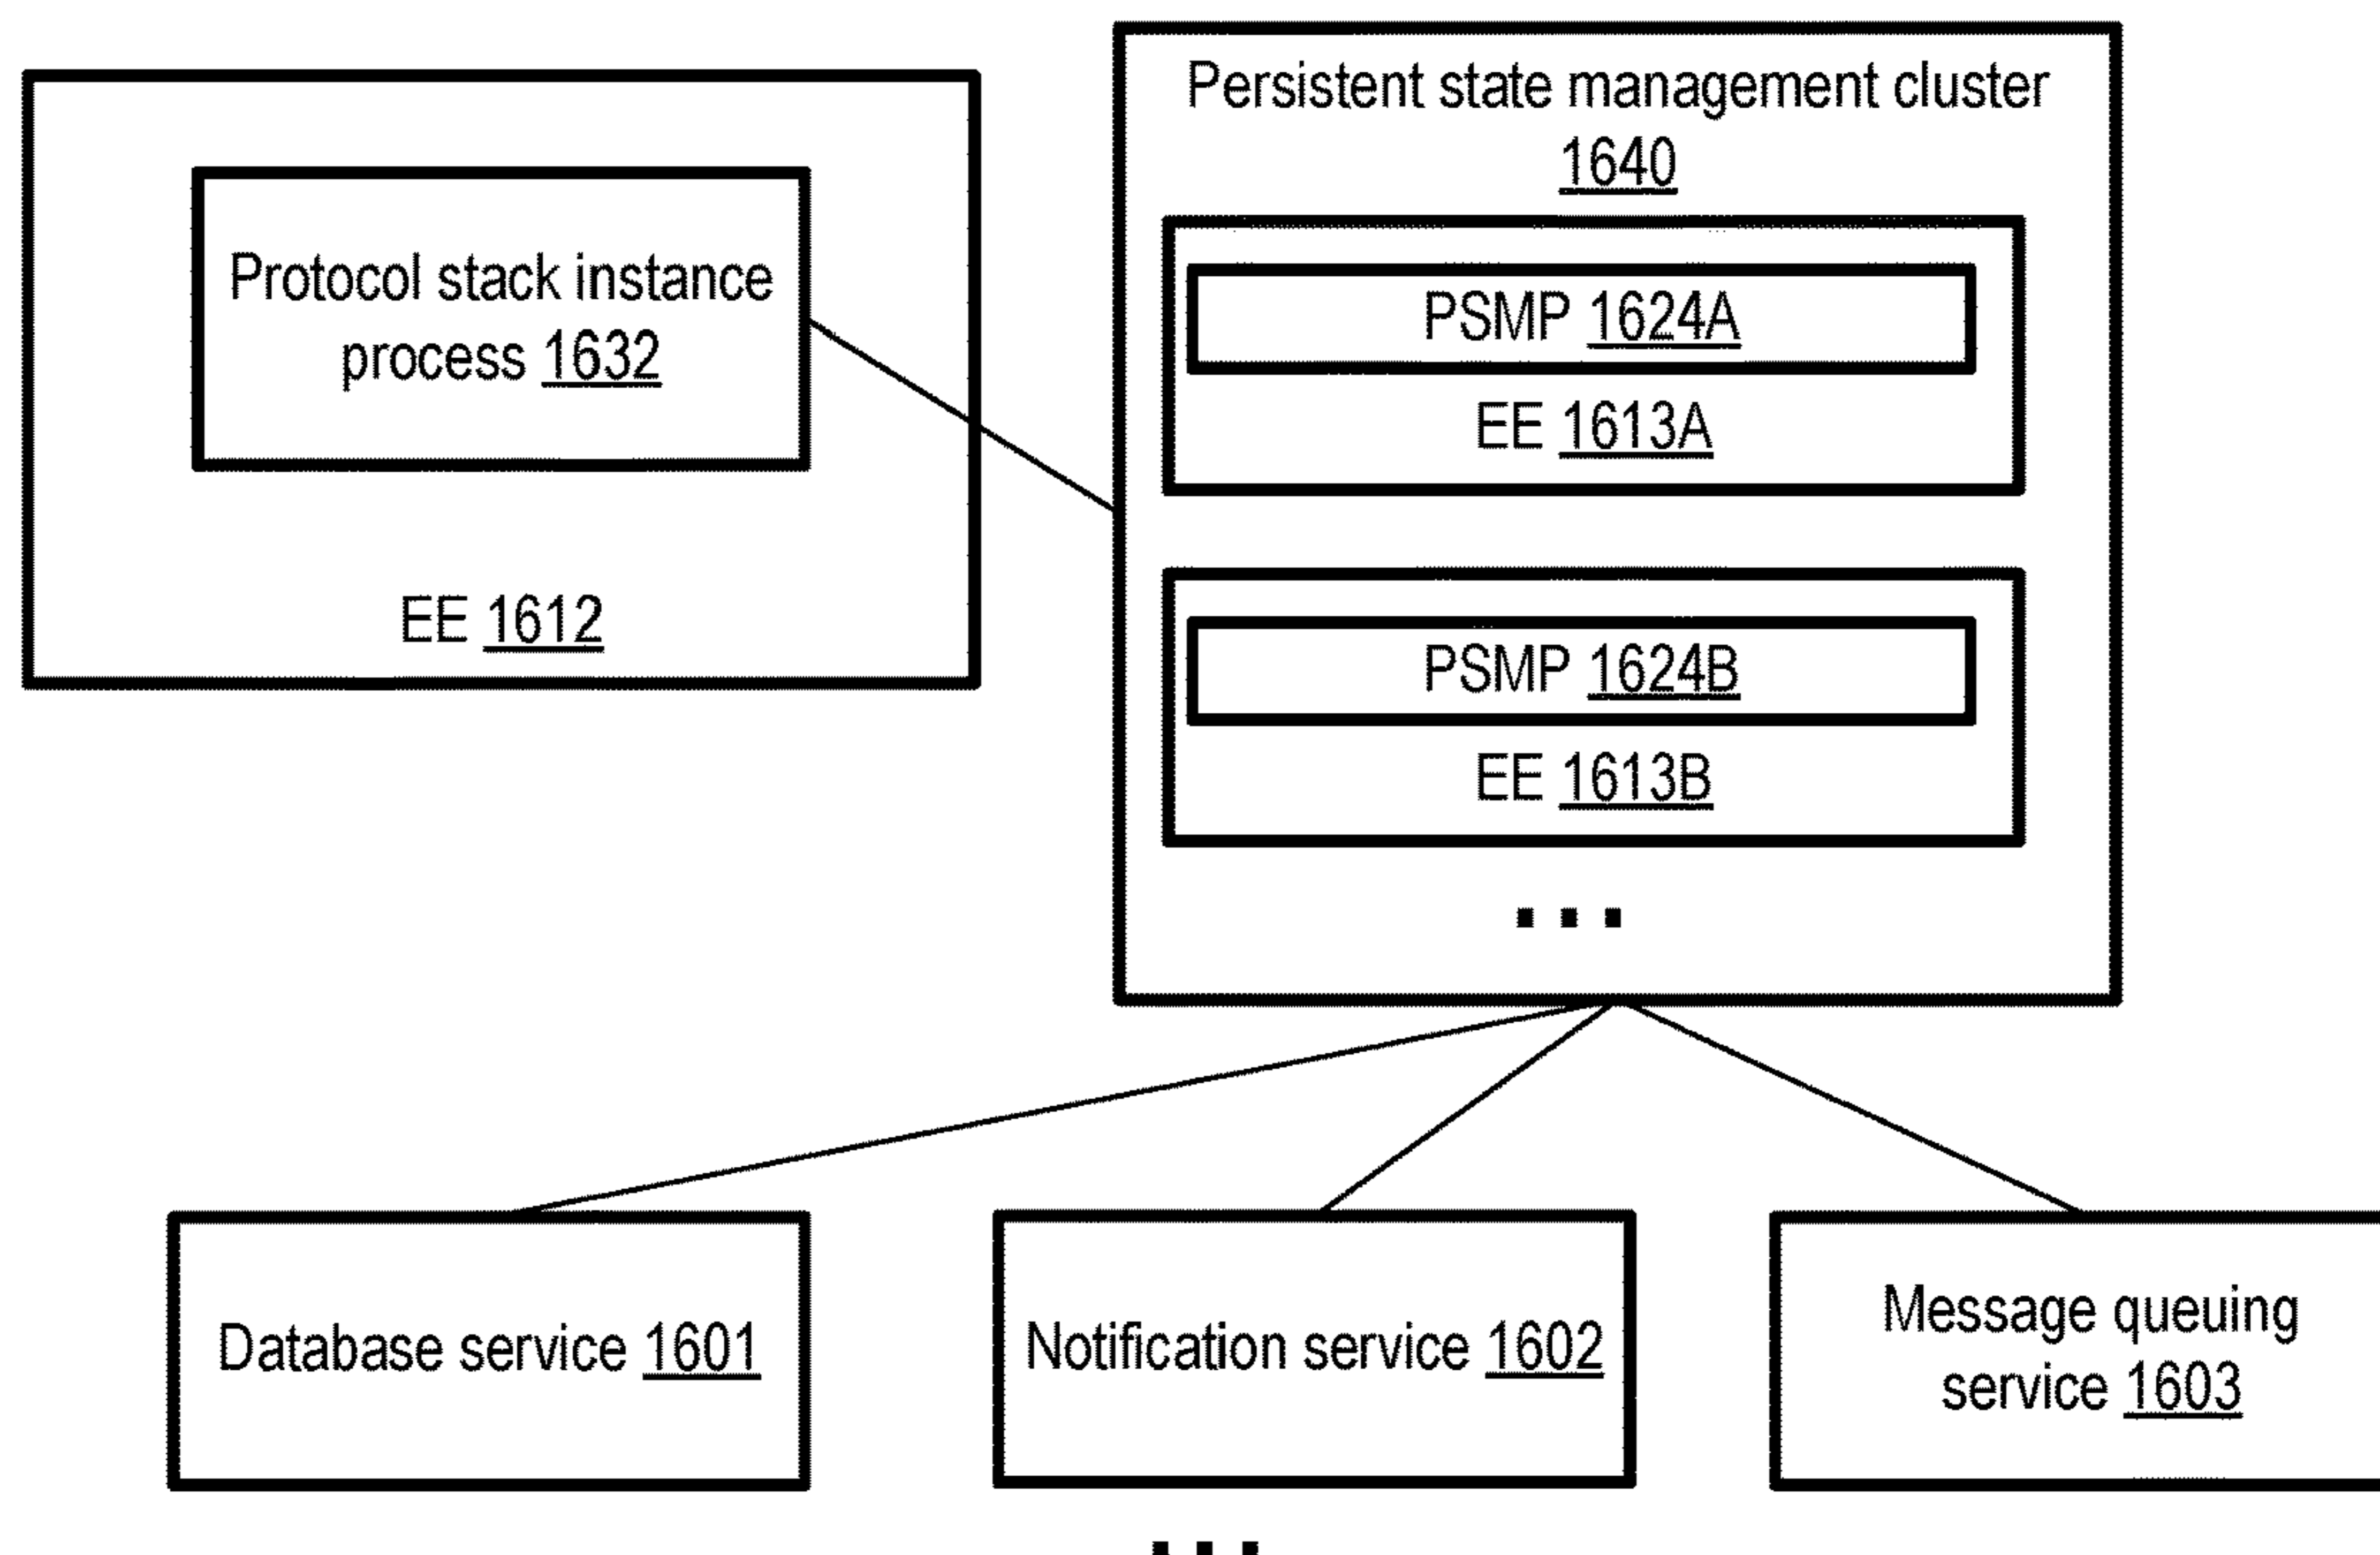 Protocol stack instance
process 1632
EE 1612
Persistent state management cluster
1640
PSMP 1624A
EE 1613A
PSMP 1624B
EE 1613B
...
Database service 1601
Notification service 1602
Message queuing
service 1603
...